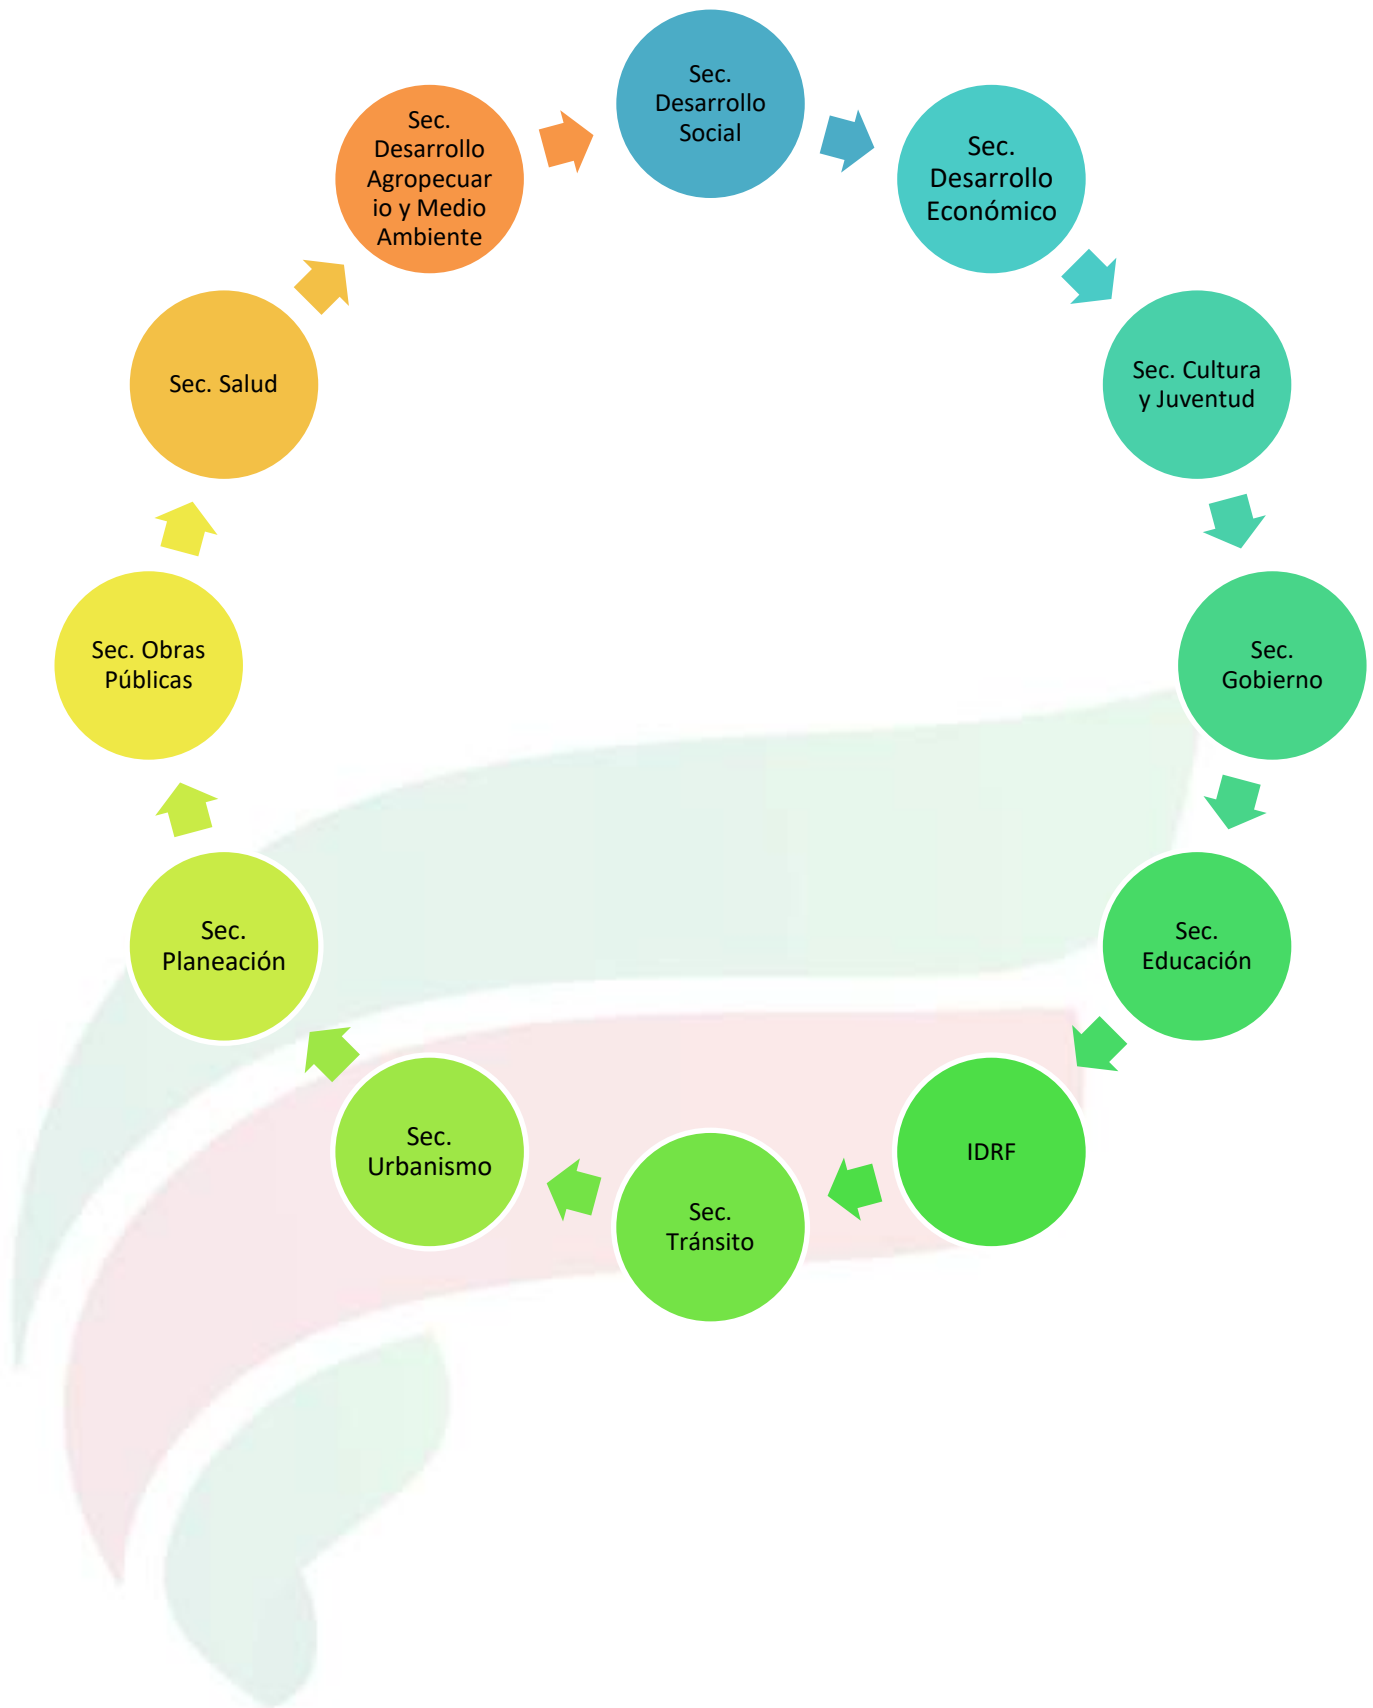 Sec.
Desarrollo
Social
Sec.
Desarrollo
Económico
Sec. Cultura
y Juventud
Sec.
Gobierno
Sec.
Educación
IDRF
Sec.
Tránsito
Sec.
Urbanismo
Sec.
Planeación
Sec. Obras
Públicas
Sec. Salud
Sec.
Desarrollo
Agropecuar
io y Medio
Ambiente